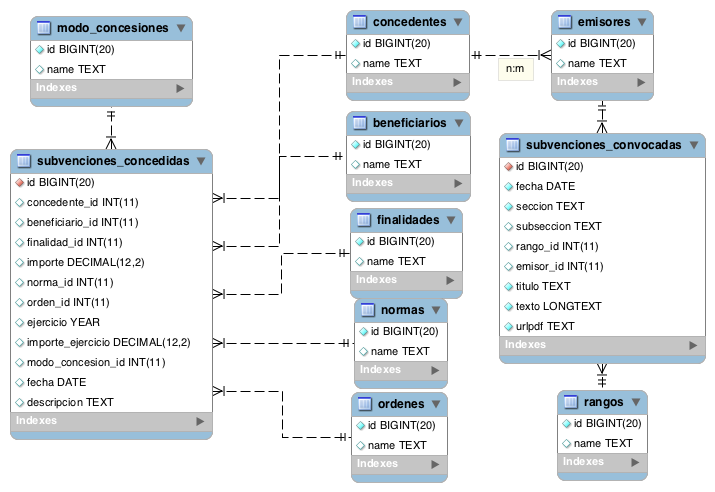 modo_concesiones
id BIGINT(20)
name TEXT
Indexes
subvenciones_concedidas
id BIGINT(20)
concedente_id INT(11)
beneficiario_id INT(11)
finalidad_id INT(11)
importe DECIMAL(12,2)
norma_id INT(11)
orden_id INT(11)
ejercicio YEAR
importe_ejercicio DECIMAL(12,2)
modo_concesion_id INT(11)
fecha DATE
descripcion TEXT
Indexes
concedentes
id BIGINT(20)
name TEXT
Indexes
n:m
beneficiarios
id BIGINT(20)
name TEXT
Indexes
finalidades
id BIGINT(20)
name TEXT
Indexes
normas
id BIGINT(20)
name TEXT
Indexes
ordenes
id BIGINT(20)
name TEXT
Indexes
emisores
id BIGINT(20)
name TEXT
Indexes
subvenciones_convocadas
id BIGINT(20)
fecha DATE
seccion TEXT
subseccion TEXT
rango_id INT(11)
emisor_id INT(11)
titulo TEXT
texto LONGTEXT
urlpdf TEXT
Indexes
rangos
id BIGINT(20)
name TEXT
Indexes